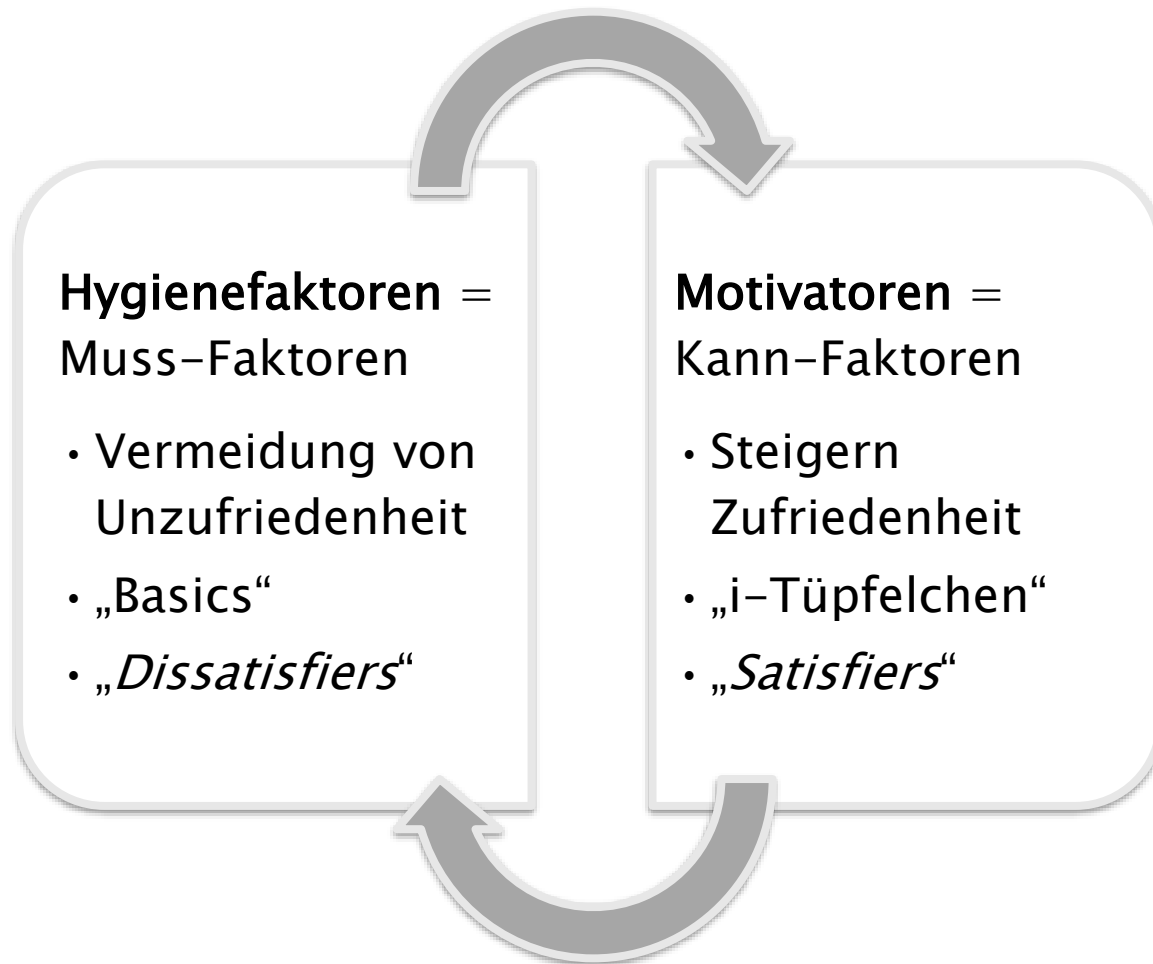 Hygienefaktoren =
Muss-Faktoren
• Vermeidung von
Unzufriedenheit
• „Basics“
• „Dissatisfiers“
Motivatoren =
Kann-Faktoren
• Steigern
Zufriedenheit
• „i-Tüpfelchen“
• „Satisfiers“